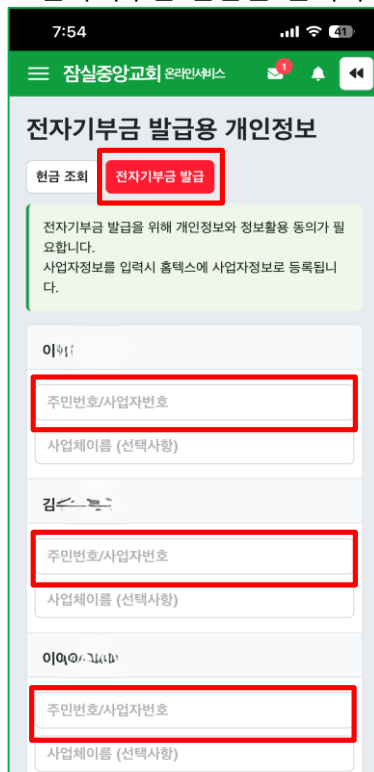 7:54
41
잠실중앙교회 온라인서비스
1
전자기부금 발급용 개인정보
헌금 조회
전자기부금 발급
전자기부금 발급을 위해 개인정보와 정보활용 동의가 필
요합니다.
사업자정보를 입력시 홈텍스에 사업자정보로 등록됩니
다.
이
주민번호/사업자번호
사업체이름 (선택사항)
김
주민번호/사업자번호
사업체이름 (선택사항)
주민번호/사업자번호
사업체이름 (선택사항)